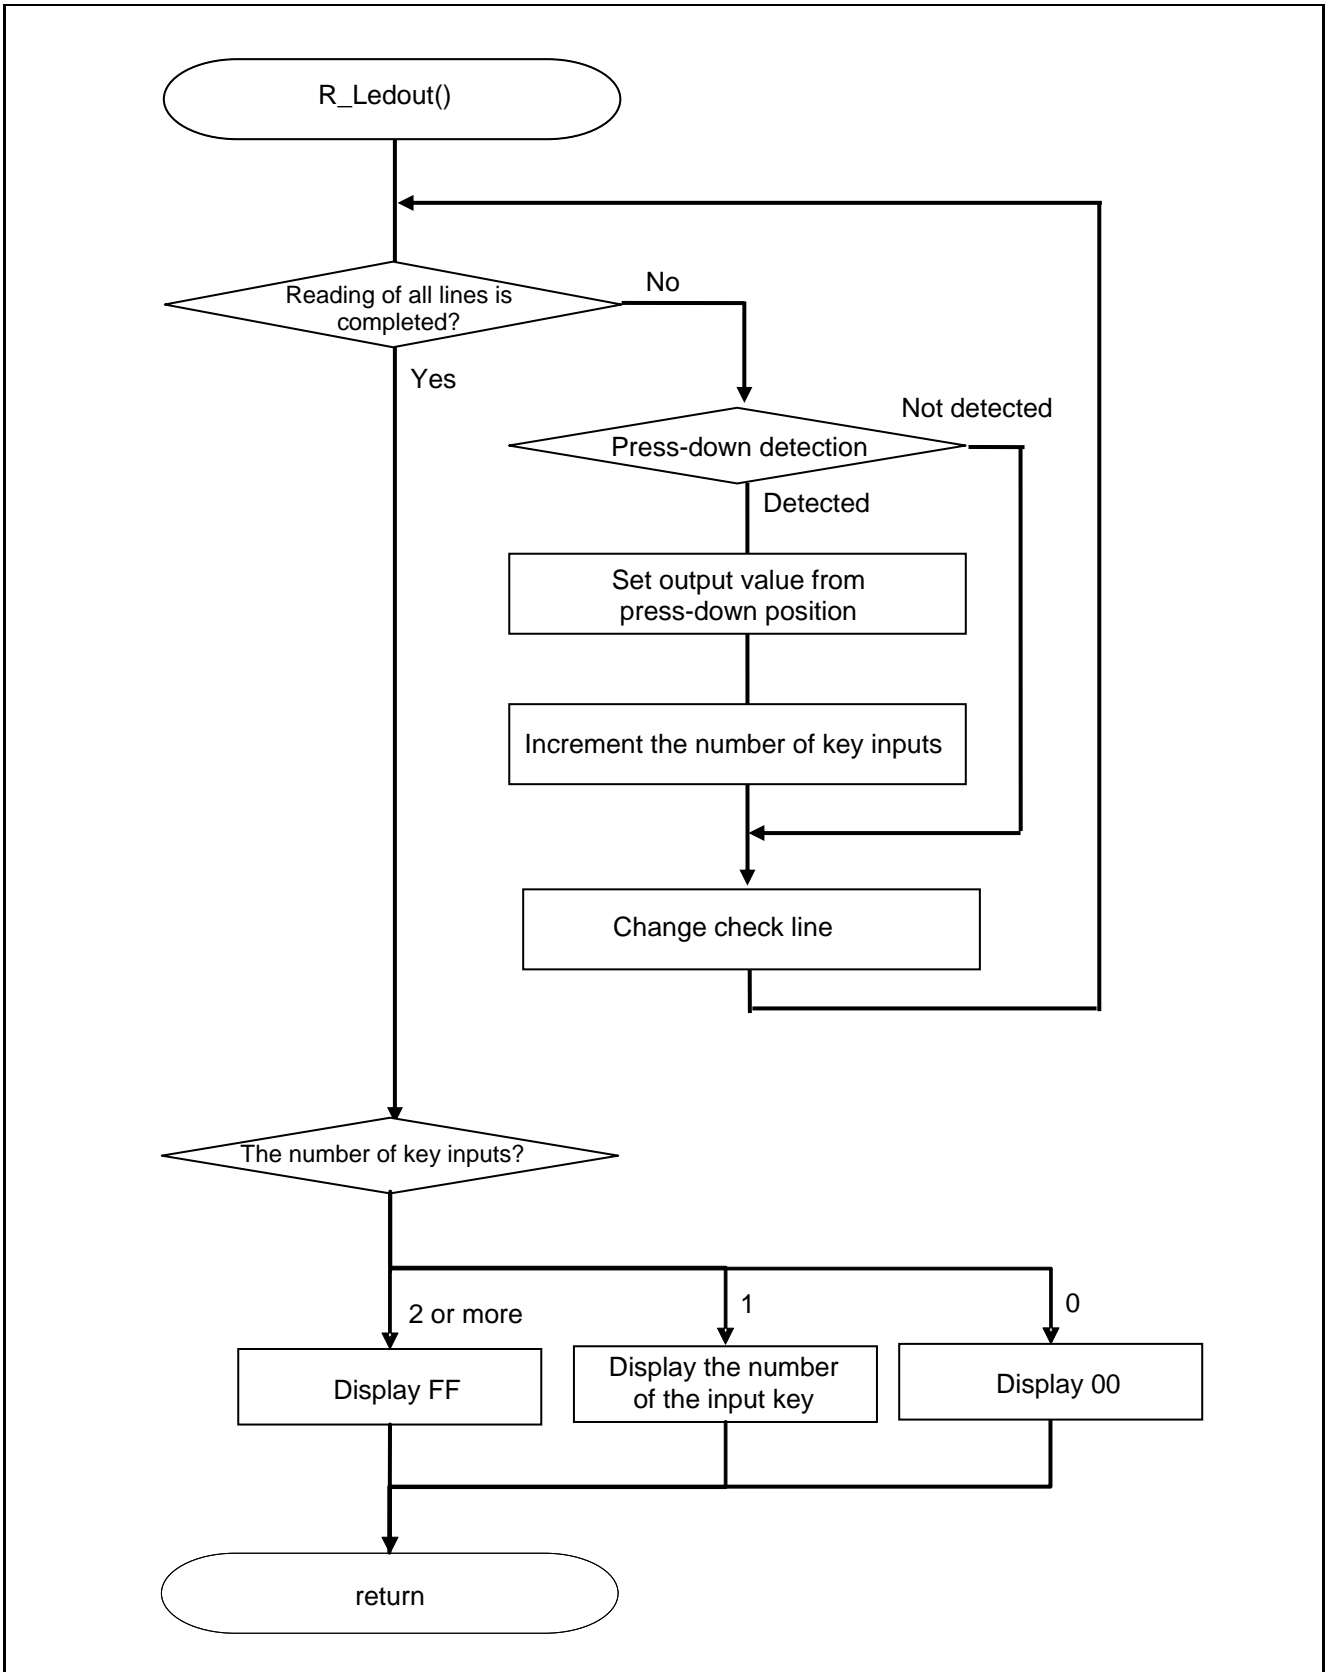 R_Ledout()
Reading of all lines is
completed?
No
Yes
Not detected
Press-down detection
Detected
Set output value from
press-down position
Increment the number of key inputs
Change check line
The number of key inputs?
2 or more
1
0
Display FF
Display the number
of the input key
Display 00
return